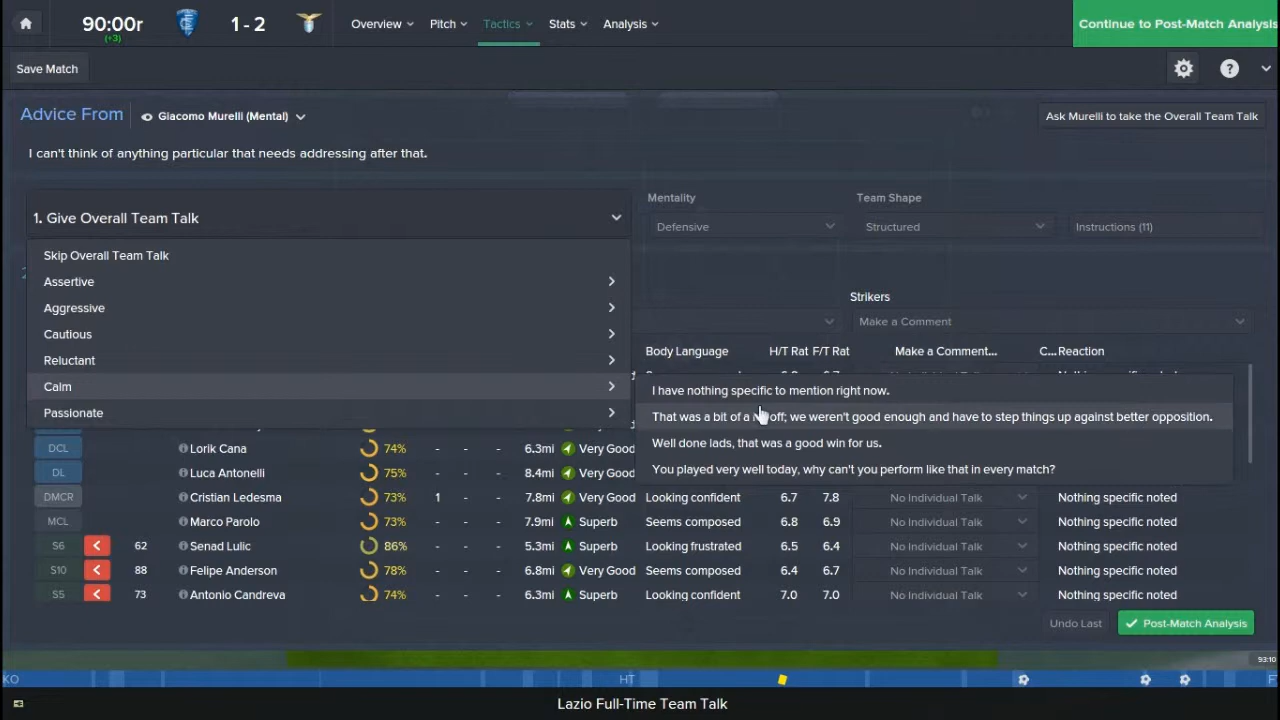 90:00r
(+3)
1 - 2
Overview
Pitch
Tactics
Stats
Analysis
Continue to Post-Match Analysis
Save Match
Advice From
Giacomo Murelli (Mental)
Ask Murelli to take the Overall Team Talk
I can't think of anything particular that needs addressing after that.
1. Give Overall Team Talk
Mentality
Team Shape
Defensive
Structured
Instructions (11)
Skip Overall Team Talk
Assertive
Aggressive
Cautious
Reluctant
Calm
Passionate
Strikers
Make a Comment
Body Language H/T Rat F/T Rat Make a Comment... C... Reaction
I have nothing specific to mention right now.
That was a bit of a off; we weren't good enough and have to step things up against better opposition.
Well done lads, that was a good win for us.
You played very well today, why can't you perform like that in every match?
DCL Lorik Cana 74% - - - 6.3mi Very Good
DL Luca Antonelli 75% - - - 8.4mi Very Good
DMCR Cristian Ledesma 73% 1 - - 7.8mi Very Good Looking confident 6.7 7.8 No Individual Talk Nothing specific noted
MCL Marco Parolo 73% - - - 7.9mi Superb Seems composed 6.8 6.9 No Individual Talk Nothing specific noted
S6 62 Senad Lulic 86% - - - 5.3mi Superb Looking frustrated 6.5 6.4 No Individual Talk Nothing specific noted
S10 88 Felipe Anderson 78% - - - 6.8mi Very Good Seems composed 6.4 6.7 No Individual Talk Nothing specific noted
S5 73 Antonio Candreva 74% - - - 6.3mi Superb Looking confident 7.0 7.0 No Individual Talk Nothing specific noted
Undo Last
Post-Match Analysis
93:10
KO
HT
F
Lazio Full-Time Team Talk